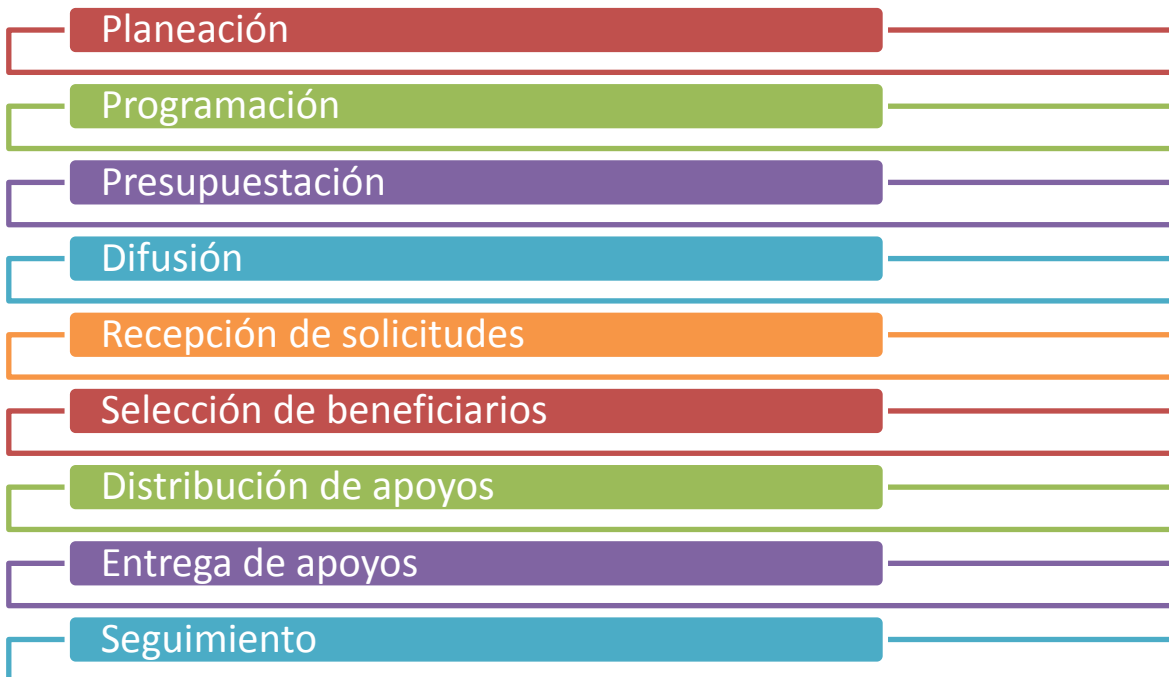 Planeación
Programación
Presupuestación
Difusión
Recepción de solicitudes
Selección de beneficiarios
Distribución de apoyos
Entrega de apoyos
Seguimiento